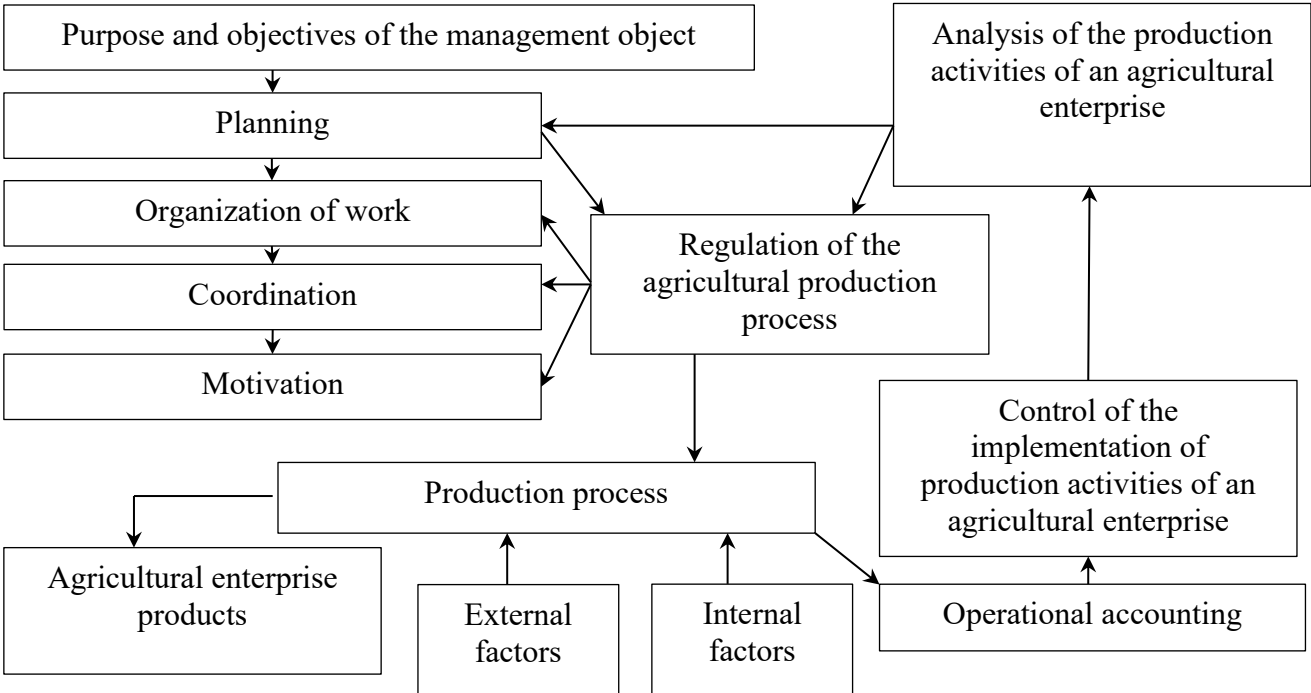 Purpose and objectives of the management object
Analysis of the production
activities of an agricultural
enterprise
Planning
Organization of work
Regulation of the
agricultural production
process
Coordination
Motivation
Control of the
implementation of
production activities of an
agricultural enterprise
Production process
Agricultural enterprise
products
External
factors
Internal
factors
Operational accounting